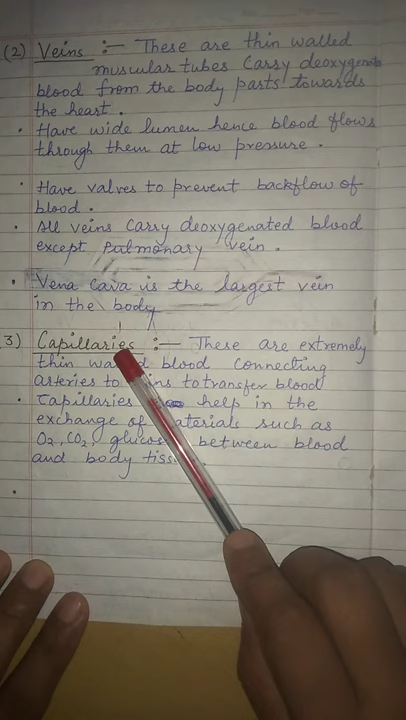 (2) Veins :— These are thin walled
muscular tubes Carry deoxygenate
blood from the body parts towards
the heart.
• Have wide lumen hence blood flows
through them at low pressure.
• Have valves to prevent backflow of
blood.
• All veins Carry deoxygenated blood
except Pulmonary vein.
• Vena Cava is the largest vein
in the body
3) Capillaries :— These are extremely
thin blood connecting
arteries to to transfer blood
• Capillaries help in the
exchange of such as
O2, CO2, between blood
and body
•